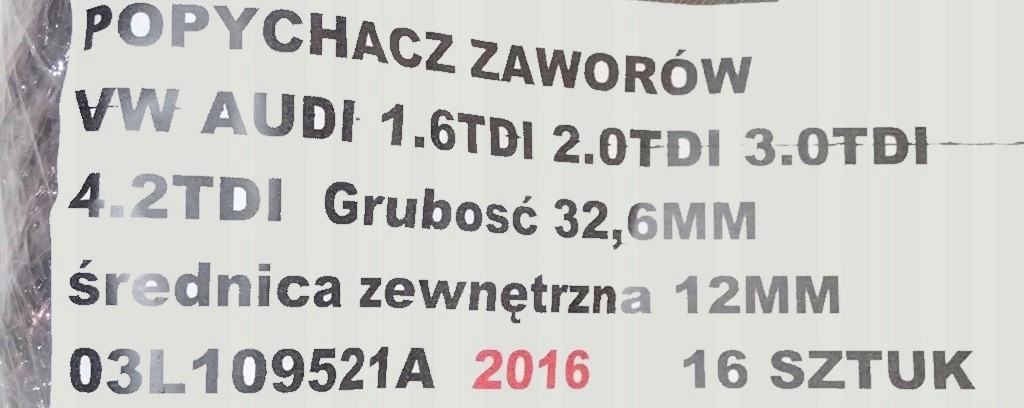 POPYCHACZ ZAWORÓW
VW AUDI 1.6TDI 2.0TDI 3.0TDI
4.2TDI Grubosć 32,6MM
średnica zewnętrzna 12MM
03L109521A 2016 16 SZTUK